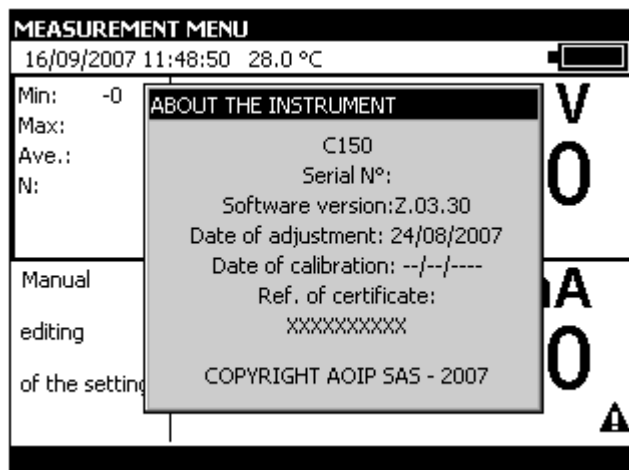 MEASUREMENT MENU
16/09/2007 11:48:50 28.0 °C
Min: -0
Max:
Ave.:
N:
V
0
ABOUT THE INSTRUMENT
C150
Serial N°:
Software version:Z.03.30
Date of adjustment: 24/08/2007
Date of calibration: --/--/----
Ref. of certificate:
XXXXXXXXXX
COPYRIGHT AOIP SAS - 2007
Manual
editing
of the setting
A
0